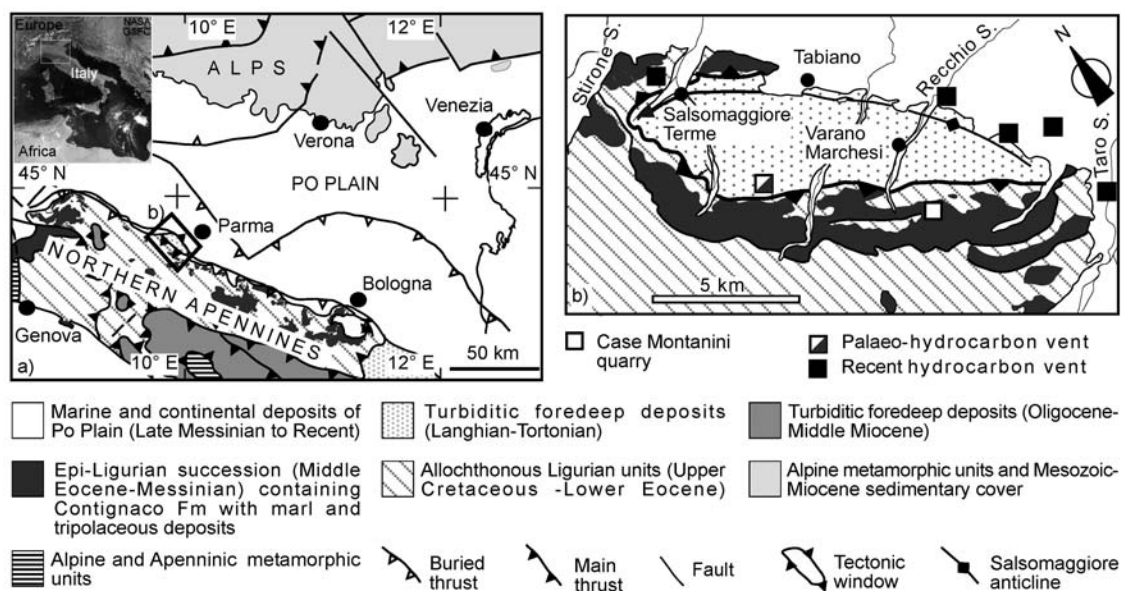 Europe
NASA
GSFC
Italy
Africa
10° E
12° E
ALPS
Venezia
Verona
45° N
45° N
PO PLAIN
b)
Parma
NORTHERN APENNINES
Bologna
Genova
10° E
12° E
50 km
a)
Stirone S.
Tabiano
Recchio S.
N
Salsomaggiore
Terme
Varano
Marchesi
Taro S.
5 km
b)
Case Montanini
quarry
Palaeo-hydrocarbon vent
Recent hydrocarbon vent
Marine and continental deposits of
Po Plain (Late Messinian to Recent)
Turbiditic foredeep deposits
(Langhian-Tortonian)
Turbiditic foredeep deposits (Oligocene-
Middle Miocene)
Epi-Ligurian succession (Middle
Eocene-Messinian) containing
Contignaco Fm with marl and
tripolaceous deposits
Allochthonous Ligurian units (Upper
Cretaceous -Lower Eocene)
Alpine metamorphic units and Mesozoic-
Miocene sedimentary cover
Alpine and Apenninic metamorphic
units
Buried
thrust
Main
thrust
Fault
Tectonic
window
Salsomaggiore
anticline